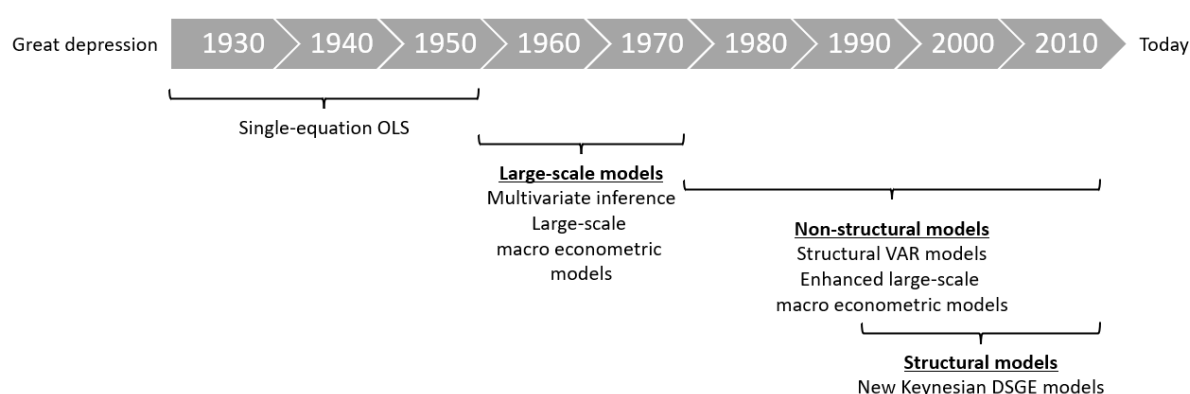 Great depression 1930 1940 1950 1960 1970 1980 1990 2000 2010 Today
Single-equation OLS
Large-scale models
Multivariate inference
Large-scale
macro econometric
models
Non-structural models
Structural VAR models
Enhanced large-scale
macro econometric models
Structural models
New Keynesian DSGE models